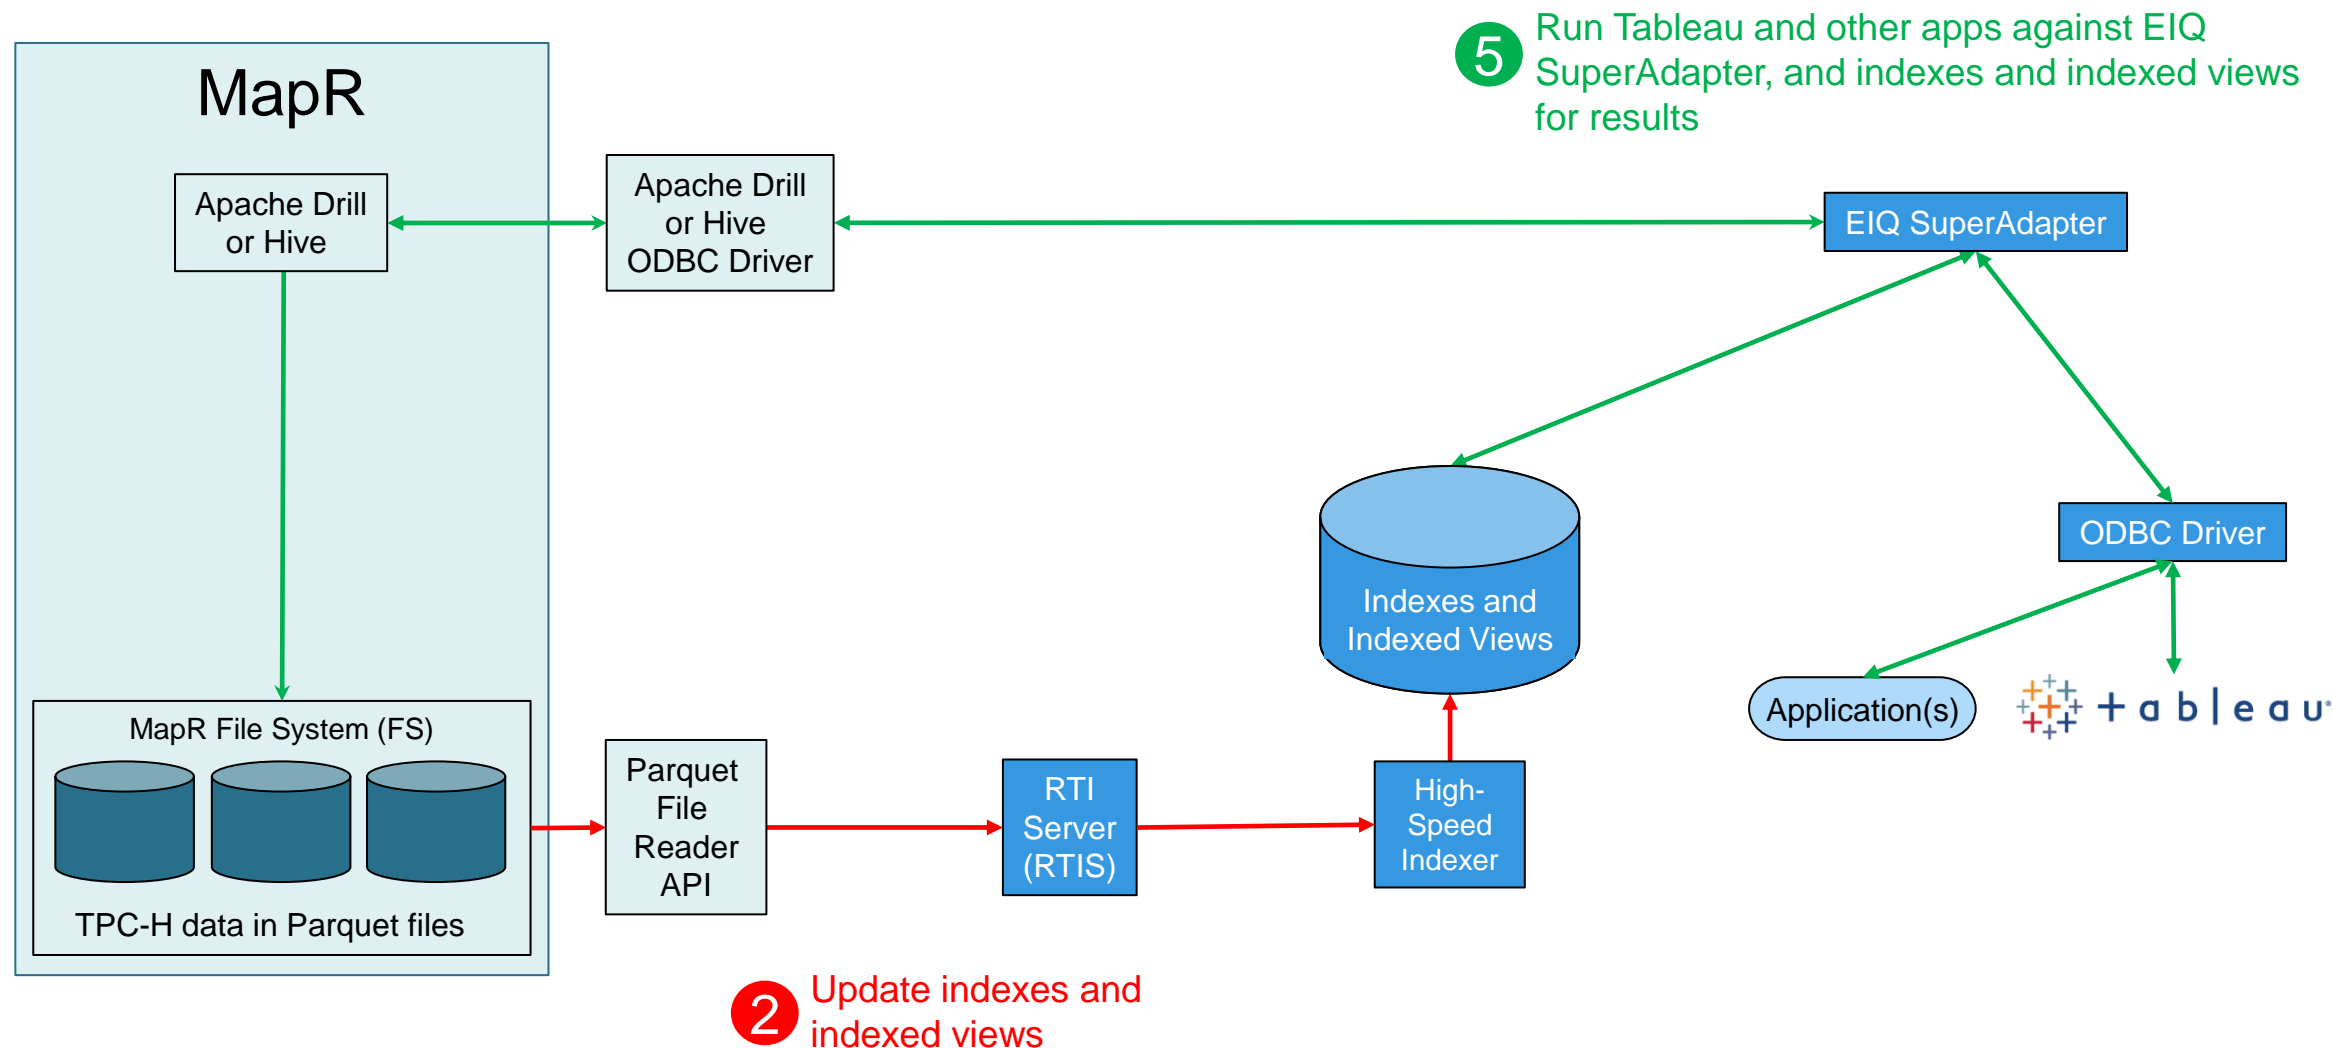 MapR
5
Run Tableau and other apps against EIQ
SuperAdapter, and indexes and indexed views
for results
Apache Drill
or Hive
Apache Drill
or Hive
ODBC Driver
EIQ SuperAdapter
ODBC Driver
Indexes and
Indexed Views
Application(s)
+ableau
MapR File System (FS)
TPC-H data in Parquet files
Parquet
File
Reader
API
RTI
Server
(RTIS)
High-
Speed
Indexer
2
Update indexes and
indexed views